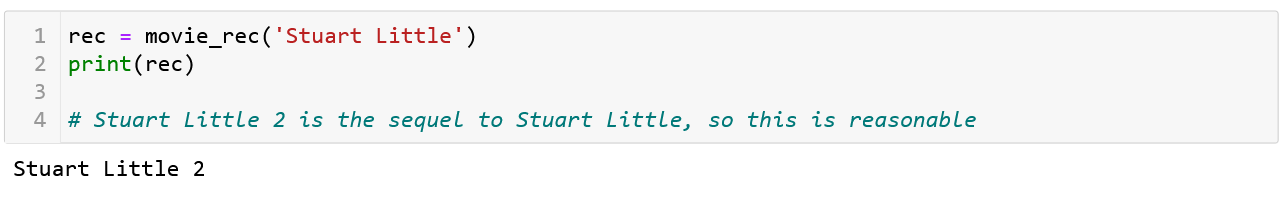 1 rec = movie_rec('Stuart Little')
2 print(rec)
3
4 # Stuart Little 2 is the sequel to Stuart Little, so this is reasonable
Stuart Little 2